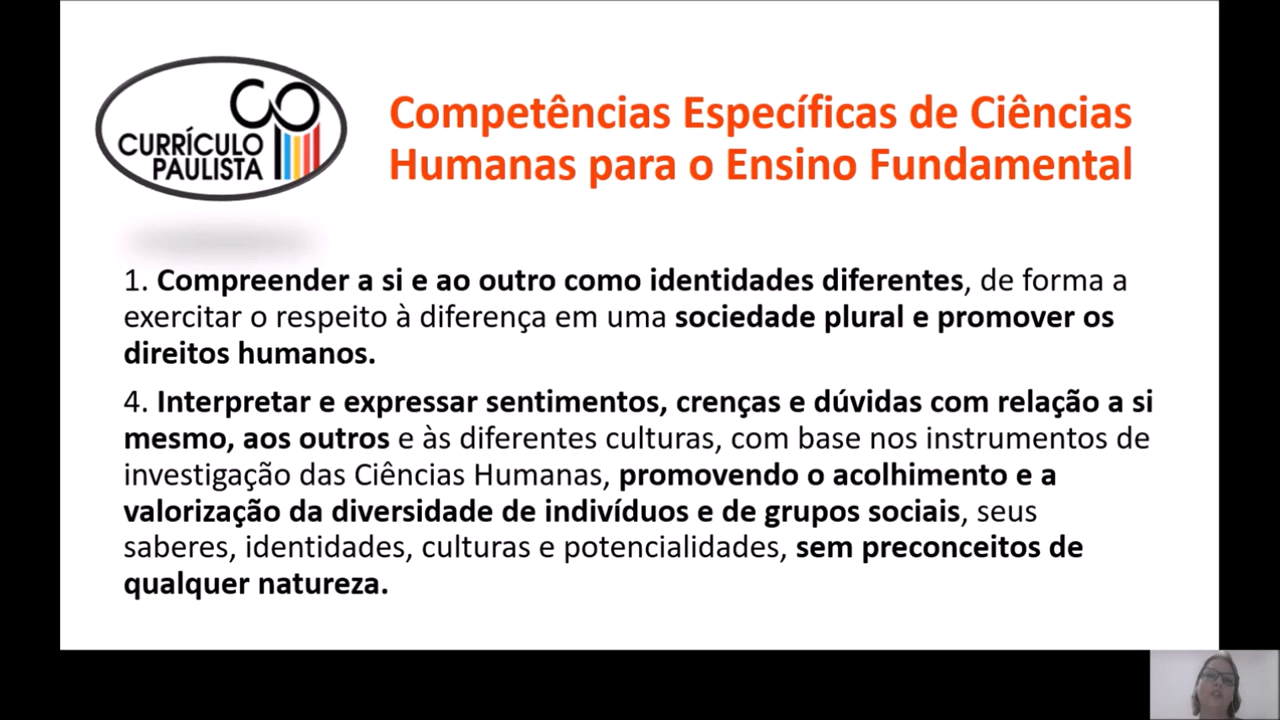 CO
CURRÍCULO
PAULISTA
Competências Específicas de Ciências
Humanas para o Ensino Fundamental
1. Compreender a si e ao outro como identidades diferentes, de forma a
exercitar o respeito à diferença em uma sociedade plural e promover os
direitos humanos.
4. Interpretar e expressar sentimentos, crenças e dúvidas com relação a si
mesmo, aos outros e às diferentes culturas, com base nos instrumentos de
investigação das Ciências Humanas, promovendo o acolhimento e a
valorização da diversidade de indivíduos e de grupos sociais, seus
saberes, identidades, culturas e potencialidades, sem preconceitos de
qualquer natureza.